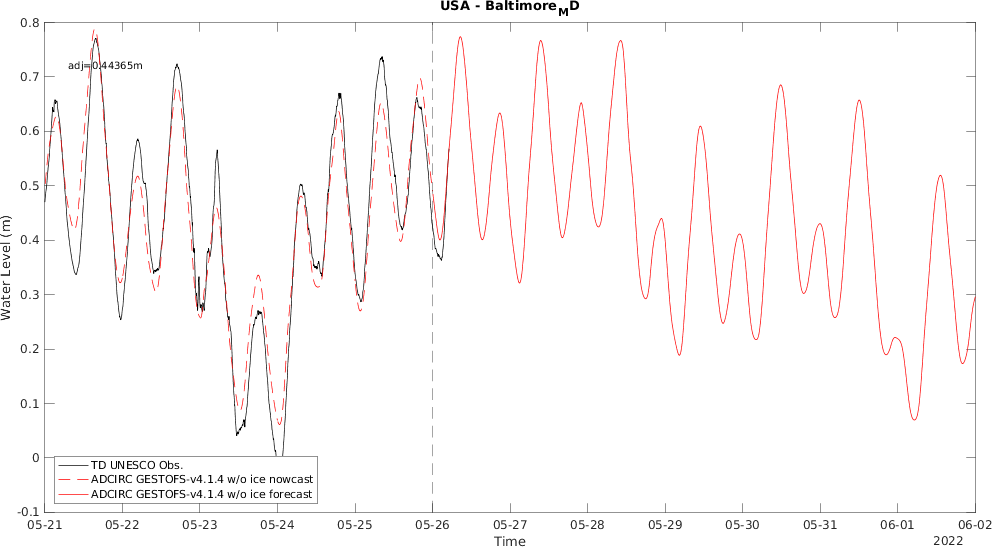 USA - Baltimore_MD
adj=0.44365m
Water Level (m)
0.8
0.7
0.6
0.5
0.4
0.3
0.2
0.1
0
-0.1
TD UNESCO Obs.
ADCIRC GESTOFS-v4.1.4 w/o ice nowcast
ADCIRC GESTOFS-v4.1.4 w/o ice forecast
05-21 05-22 05-23 05-24 05-25 05-26 05-27 05-28 05-29 05-30 05-31 06-01 06-02
Time
2022